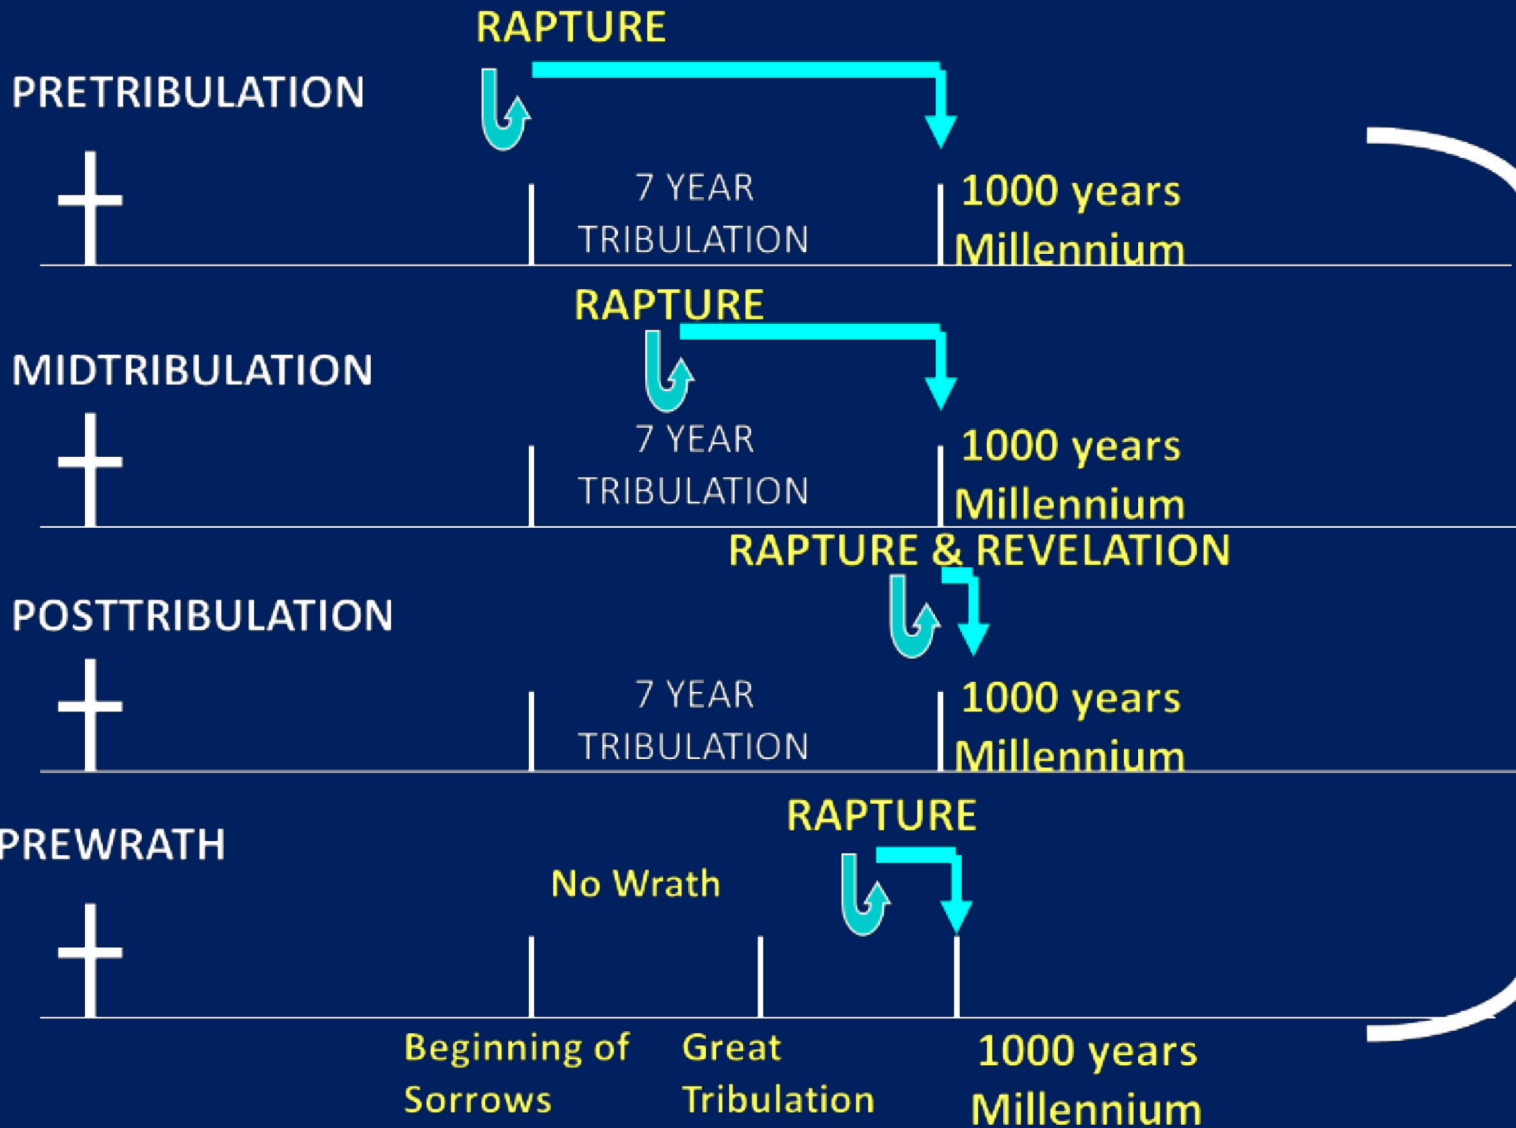 RAPTURE
PRETRIBULATION
7 YEAR
TRIBULATION
1000 years
Millennium
RAPTURE
MIDTRIBULATION
7 YEAR
TRIBULATION
1000 years
Millennium
RAPTURE & REVELATION
POSTTRIBULATION
7 YEAR
TRIBULATION
1000 years
Millennium
RAPTURE
PREWRATH
No Wrath
Beginning of
Sorrows
Great
Tribulation
1000 years
Millennium